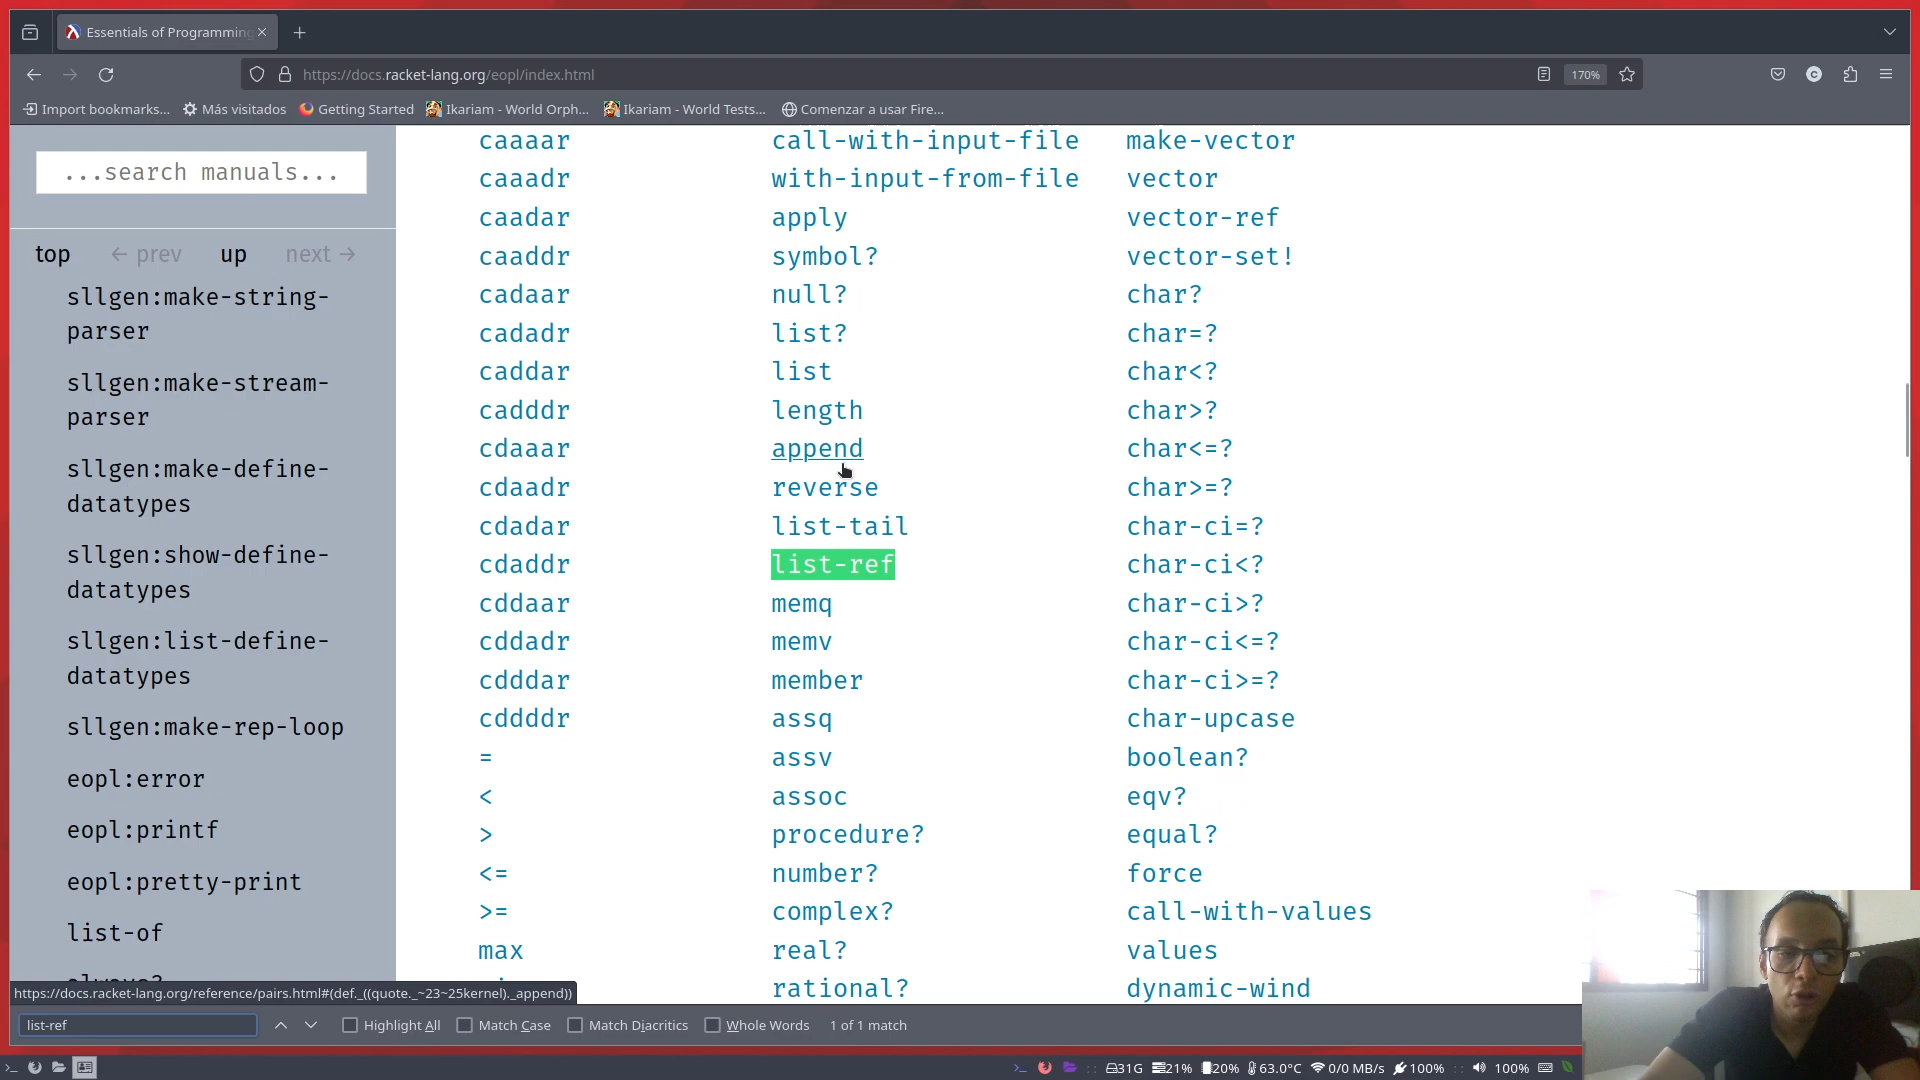 Essentials of Programming
https://docs.racket-lang.org/eopl/index.html
170%
Import bookmarks...
Más visitados
Getting Started
Ikariam - World Orph...
Ikariam - World Tests...
Comenzar a usar Fire...
...search manuals...
top ← prev up next →
sllgen:make-string-
parser
sllgen:make-stream-
parser
sllgen:make-define-
datatypes
sllgen:show-define-
datatypes
sllgen:list-define-
datatypes
sllgen:make-rep-loop
eopl:error
eopl:printf
eopl:pretty-print
list-of
always?
caaaar call-with-input-file make-vector
caaadr with-input-from-file vector
caadar apply vector-ref
caaddr symbol? vector-set!
cadaar null? char?
cadadr list? char=?
caddar list char<?
cadddr length char>?
cdaaar append char<=?
cdaadr reverse char>=?
cdadar list-tail char-ci=?
cdaddr list-ref char-ci<?
cddaar memq char-ci>?
cddadr memv char-ci<=?
cdddar member char-ci>=?
cddddr assq char-upcase
= assv boolean?
< assoc eqv?
> procedure? equal?
<= number? force
>= complex? call-with-values
max real? values
rational? dynamic-wind
https://docs.racket-lang.org/reference/pairs.html#(def._((quote._~23~25kernel)._append))
list-ref
Highlight All
Match Case
Match Diacritics
Whole Words
1 of 1 match
31G 21% 20% 63.0°C 0/0 MB/s 100% :: 100%